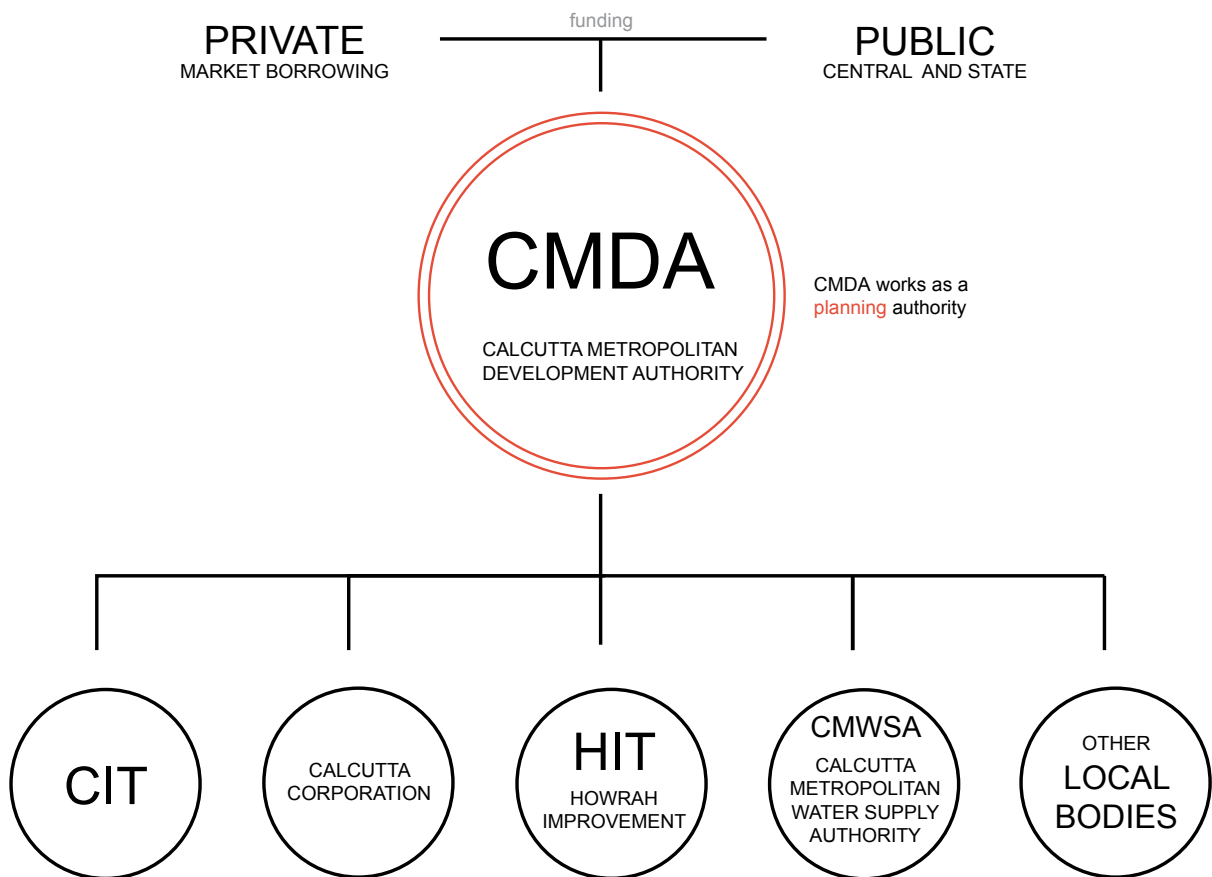 funding
PRIVATE
MARKET BORROWING
PUBLIC
CENTRAL AND STATE
CMDA
CALCUTTA METROPOLITAN
DEVELOPMENT AUTHORITY
CMDA works as a
planning authority
CIT
CALCUTTA
CORPORATION
HIT
HOWRAH
IMPROVEMENT
CMWSA
CALCUTTA
METROPOLITAN
WATER SUPPLY
AUTHORITY
OTHER
LOCAL
BODIES